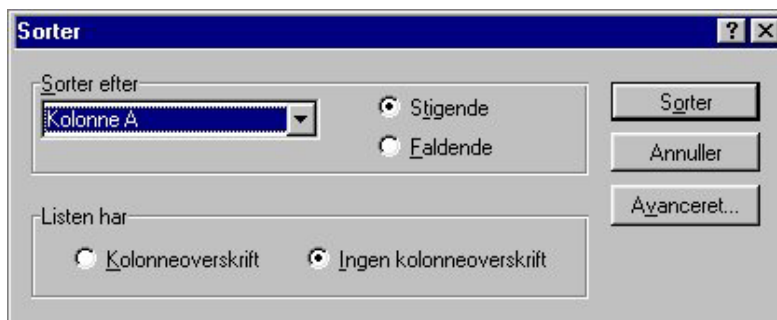 Sorter
Sorter efter
Kolonne A
Stigende
Faldende
Sorter
Annuller
Avanceret...
Listen har
Kolonneoverskrift
Ingen kolonneoverskrift